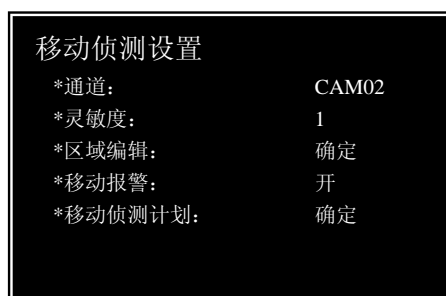 移动侦测设置
*通道： CAM02
*灵敏度： 1
*区域编辑： 确定
*移动报警： 开
*移动侦测计划： 确定